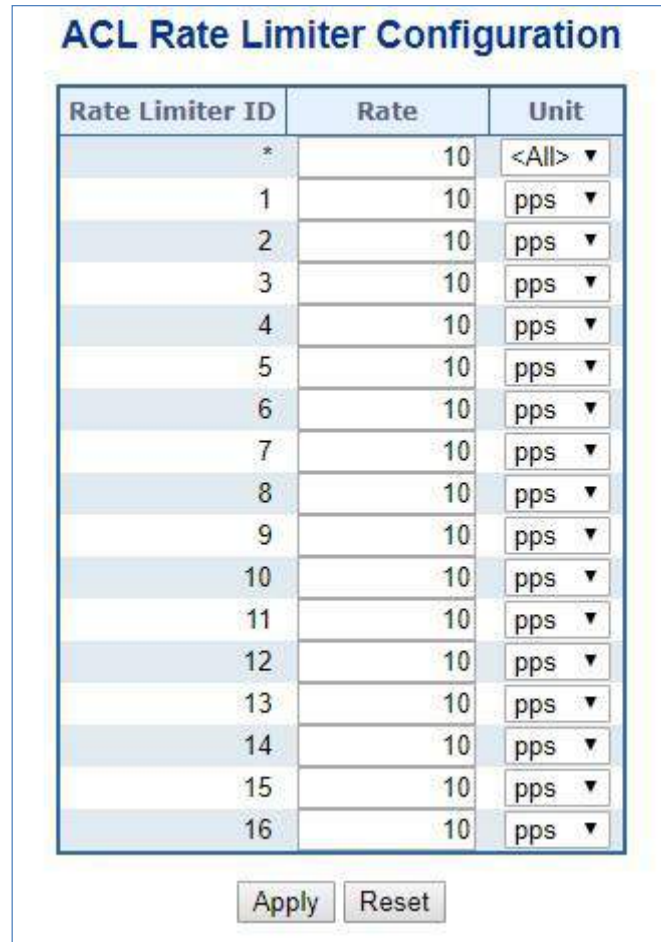 ACL Rate Limiter Configuration
Rate Limiter ID Rate Unit
* 10 <All>
1 10 pps
2 10 pps
3 10 pps
4 10 pps
5 10 pps
6 10 pps
7 10 pps
8 10 pps
9 10 pps
10 10 pps
11 10 pps
12 10 pps
13 10 pps
14 10 pps
15 10 pps
16 10 pps
Apply Reset